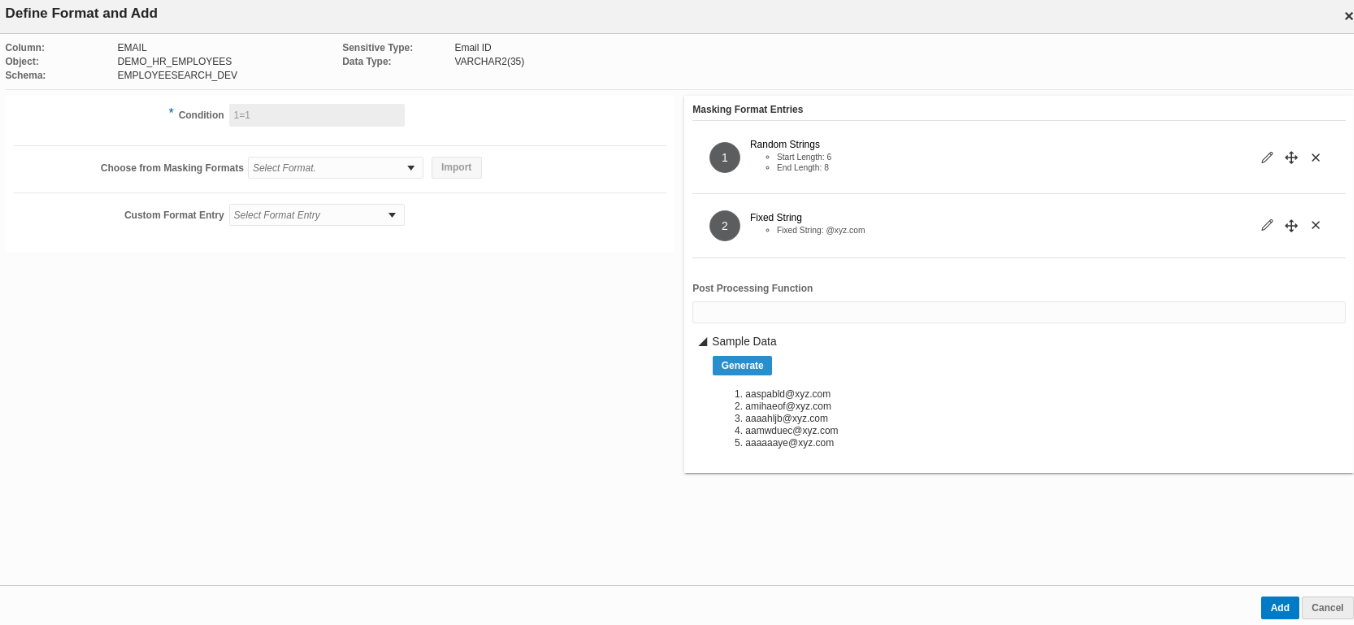 Define Format and Add
Column: EMAIL Sensitive Type: Email ID
Object: DEMO_HR_EMPLOYEES Data Type: VARCHAR2(35)
Schema: EMPLOYEESEARCH_DEV
* Condition 1=1
Choose from Masking Formats Select Format. Import
Custom Format Entry Select Format Entry
Masking Format Entries
1 Random Strings
Start Length: 6
End Length: 8
2 Fixed String
Fixed String: @xyz.com
Post Processing Function
Sample Data
Generate
1. aaspabld@xyz.com
2. amihaeof@xyz.com
3. aaaahljb@xyz.com
4. aamwduec@xyz.com
5. aaaaaaye@xyz.com
Add Cancel